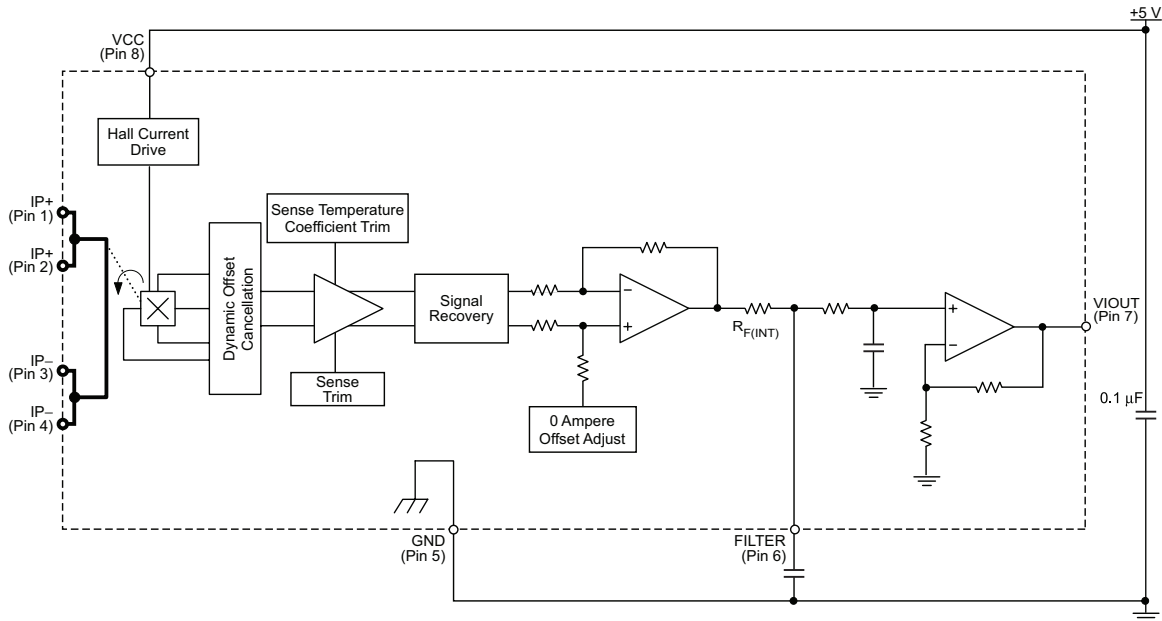 +5 V
VCC
(Pin 8)
Hall Current
Drive
IP+
(Pin 1)
IP+
(Pin 2)
IP–
(Pin 3)
IP–
(Pin 4)
Dynamic Offset
Cancellation
Sense Temperature
Coefficient Trim
Sense
Trim
Signal
Recovery
0 Ampere
Offset Adjust
–
+
RF(INT)
+
–
VIOUT
(Pin 7)
0.1 μF
GND
(Pin 5)
FILTER
(Pin 6)